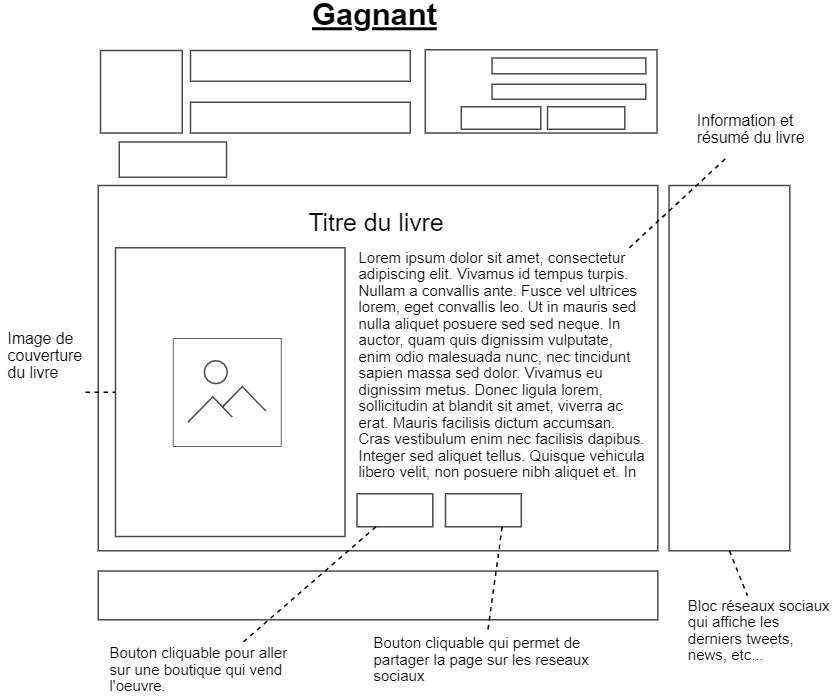 Gagnant
Information et
résumé du livre
Titre du livre
Lorem ipsum dolor sit amet, consectetur
adipiscing elit. Vivamus id tempus turpis.
Nullam a convallis ante. Fusce vel ultrices
lorem, eget convallis leo. Ut in mauris sed
nulla aliquet posuere sed sed neque. In
auctor, quam quis dignissim vulputate,
enim odio malesuada nunc, nec tincidunt
sapien massa sed dolor. Vivamus eu
dignissim metus. Donec ligula lorem,
sollicitudin at blandit sit amet, viverra ac
erat. Mauris facilisis dictum accumsan.
Cras vestibulum enim nec facilisis dapibus.
Integer sed aliquet tellus. Quisque vehicula
libero velit, non posuere nibh aliquet et. In
Image de
couverture
du livre
Bouton cliquable pour aller
sur une boutique qui vend
l'oeuvre.
Bouton cliquable qui permet de
partager la page sur les reseaux
sociaux
Bloc réseaux sociaux
qui affiche les
derniers tweets,
news, etc...